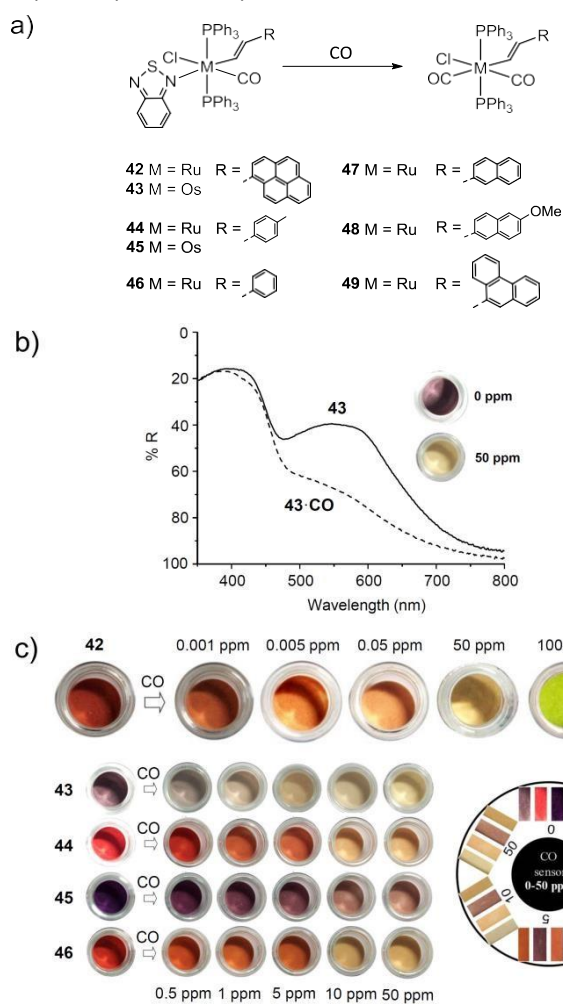 a)
PPh3 R PPh3 R
Cl Cl
S M CO M
N N CO OC CO
PPh3 PPh3
42 M = Ru R = 47 M = Ru R =
43 M = Os
44 M = Ru R = 48 M = Ru R = OMe
45 M = Os
46 M = Ru R = 49 M = Ru R =
b)
0
20
40
60
80
100
% R
43
43·CO
0 ppm
50 ppm
400 500 600 700 800
Wavelength (nm)
c)
42 0.001 ppm 0.005 ppm 0.05 ppm 50 ppm 100
CO
43 CO
44 CO
45 CO
46 CO
0.5 ppm 1 ppm 5 ppm 10 ppm 50 ppm
0
50
10
5
CO
sensor
0-50 pp